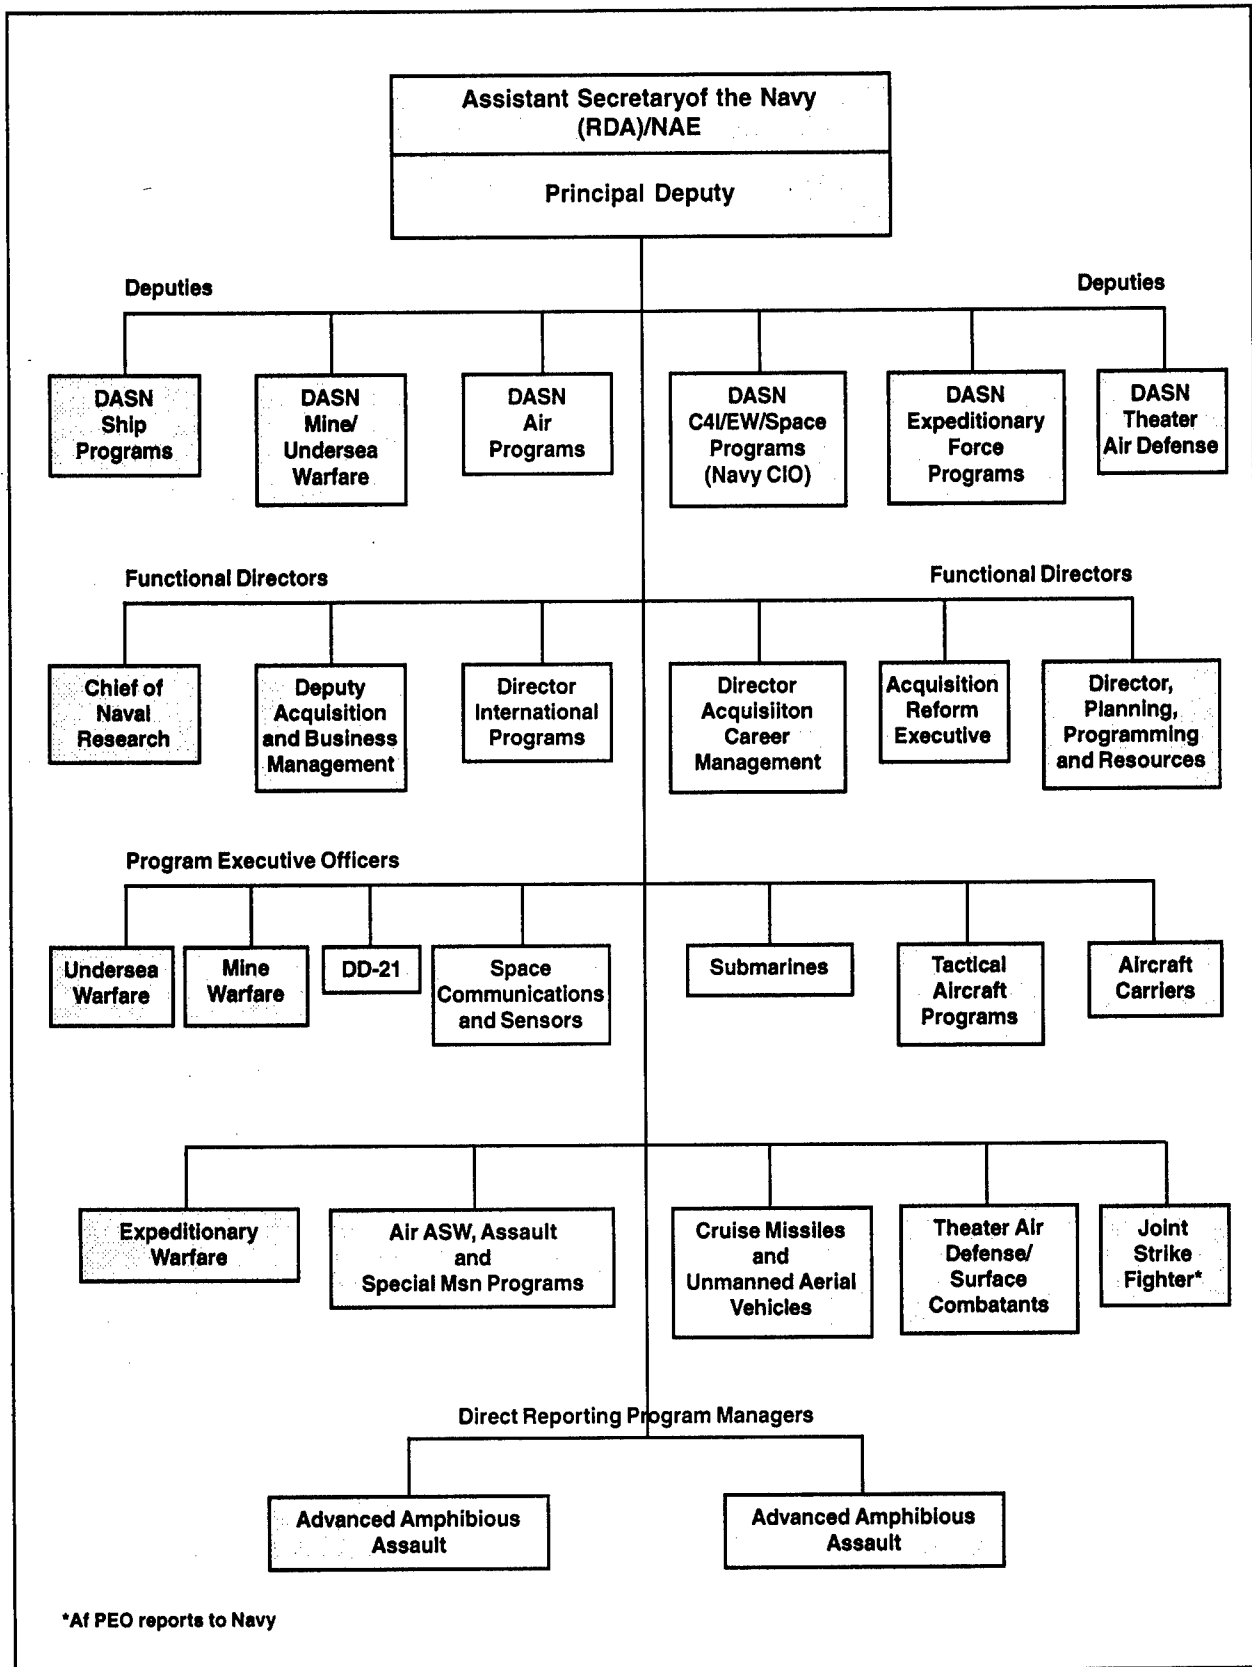 Assistant Secretaryof the Navy
(RDA)/NAE
Principal Deputy
Deputies
Deputies
DASN
Ship
Programs
DASN
Mine/
Undersea
Warfare
DASN
Air
Programs
DASN
C4I/EW/Space
Programs
(Navy CIO)
DASN
Expeditionary
Force
Programs
DASN
Theater
Air Defense
Functional Directors
Functional Directors
Chief of
Naval
Research
Deputy
Acquisition
and Business
Management
Director
International
Programs
Director
Acquisiiton
Career
Management
Acquisition
Reform
Executive
Director,
Planning,
Programming
and Resources
Program Executive Officers
Undersea
Warfare
Mine
Warfare
DD-21
Space
Communications
and Sensors
Submarines
Tactical
Aircraft
Programs
Aircraft
Carriers
Expeditionary
Warfare
Air ASW, Assault
and
Special Msn Programs
Cruise Missiles
and
Unmanned Aerial
Vehicles
Theater Air
Defense/
Surface
Combatants
Joint
Strike
Fighter*
Direct Reporting Program Managers
Advanced Amphibious
Assault
Advanced Amphibious
Assault
*Af PEO reports to Navy